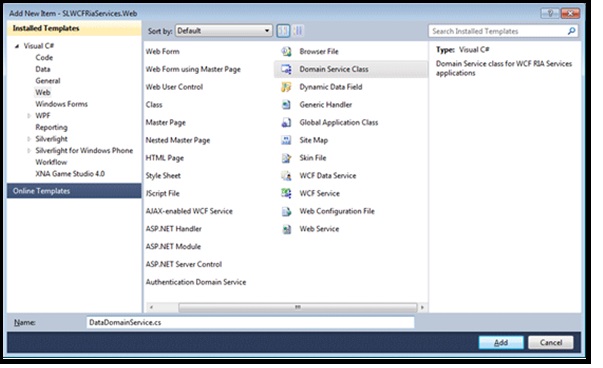 Add New Item - SLWCFRiaServices.Web
Installed Templates
Visual C#
Code
Data
General
Web
Windows Forms
WPF
Reporting
Silverlight
Silverlight for Windows Phone
Workflow
XNA Game Studio 4.0
Online Templates
Sort by: Default
Web Form
Web Form using Master Page
Web User Control
Class
Master Page
Nested Master Page
HTML Page
Style Sheet
JScript File
AJAX-enabled WCF Service
ASP.NET Handler
ASP.NET Module
ASP.NET Server Control
Authentication Domain Service
Browser File
Domain Service Class
Dynamic Data Field
Generic Handler
Global Application Class
Site Map
Skin File
WCF Data Service
WCF Service
Web Configuration File
Web Service
Search Installed Templates
Type: Visual C#
Domain Service class for WCF RIA Services
applications
Name: DataDomainService.cs
Add Cancel